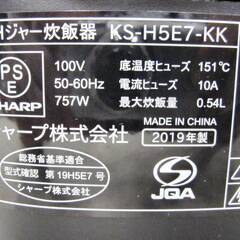 Hジャー炊飯器 KS-H5E7-KK
PS
E
HARP
100V 底温度ヒューズ 151℃
50-60Hz 電流ヒューズ 10A
757W 最大炊飯量 0.54L
MADE IN CHINA
シャープ株式会社 2019年製
総務省基準適合
型式確認 第19H5E7号
シャープ株式会社
JQA